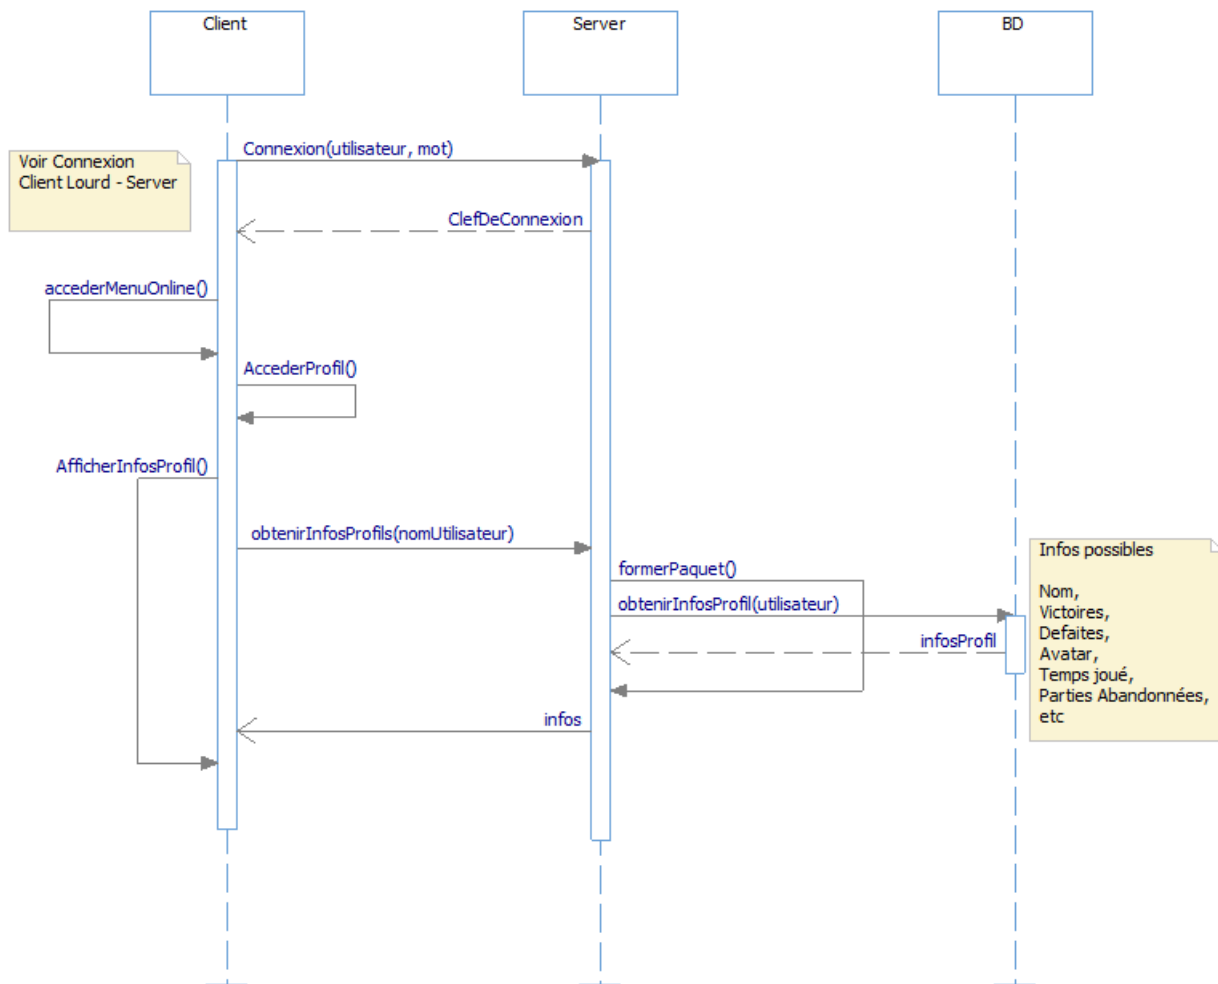 Client
Server
BD
Voir Connexion
Client Lourd - Server
Connexion(utilisateur, mot)
ClefDeConnexion
accederMenuOnline()
AccederProfil()
AfficherInfosProfil()
obtenirInfosProfils(nomUtilisateur)
formerPaquet()
obtenirInfosProfil(utilisateur)
infosProfil
infos
Infos possibles
Nom,
Victoires,
Defaites,
Avatar,
Temps joué,
Parties Abandonnées,
etc